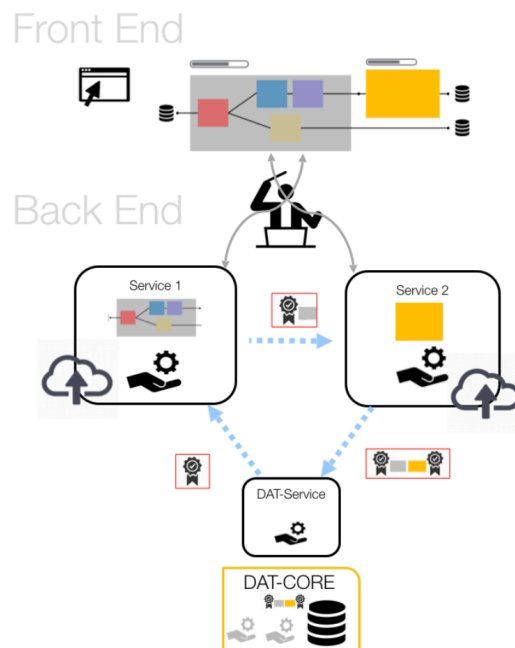 Front End
Back End
Service 1
Service 2
DAT-Service
DAT-CORE